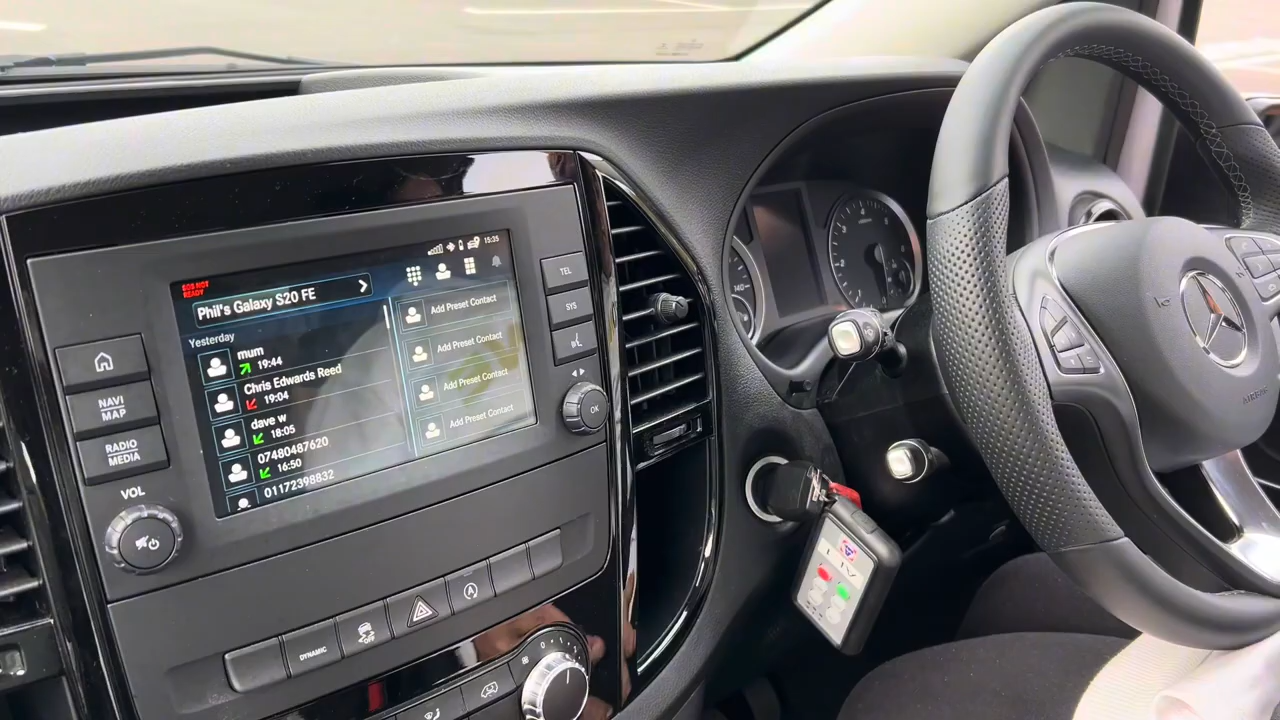 15:35
SOS NOT
READY
Phil's Galaxy S20 FE
Yesterday
mum
19:44
Chris Edwards Reed
19:04
dave w
18:05
07480487620
16:50
01172398832
Add Preset Contact
Add Preset Contact
Add Preset Contact
Add Preset Contact
NAVI
MAP
RADIO
MEDIA
VOL
TEL
SYS
OK
DYNAMIC
OFF
AIRBAG